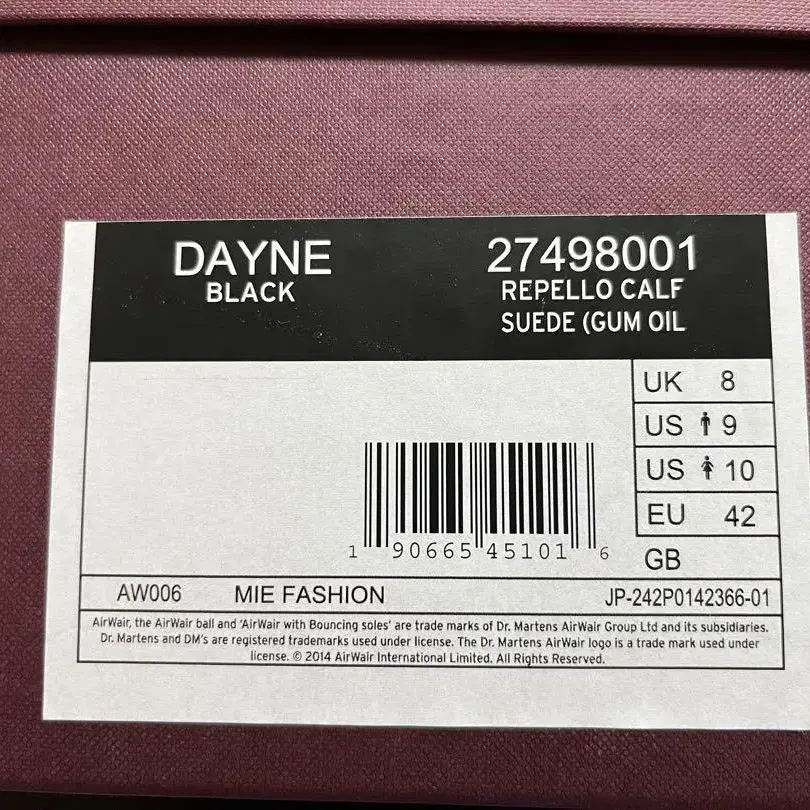 DAYNE 27498001
BLACK REPELLO CALF
SUEDE (GUM OIL
UK 8
US 9
US 10
EU 42
GB
1 90665 45101 6
AW006 MIE FASHION JP-242P0142366-01
AirWair, the AirWair ball and 'AirWair with Bouncing soles' are trade marks of Dr. Martens AirWair Group Ltd and its subsidiaries.
Dr. Martens and DM's are registered trademarks used under license. The Dr. Martens AirWair logo is a trade mark used under
license. © 2014 AirWair International Limited. All Rights Reserved.